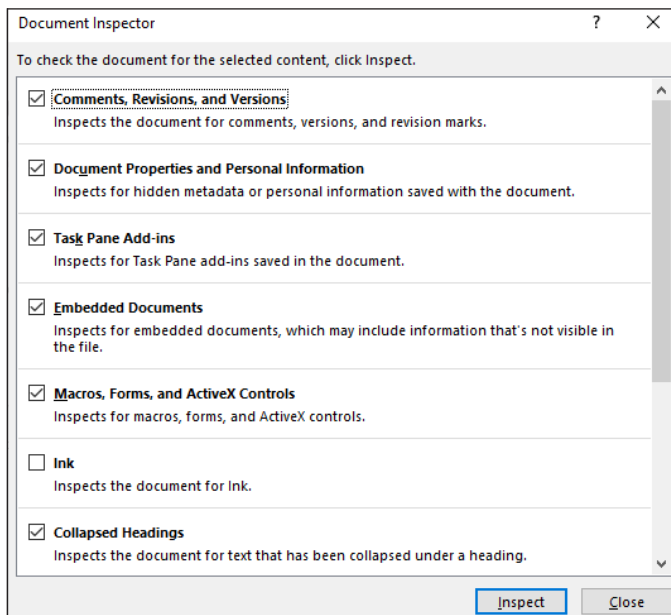 Document Inspector
To check the document for the selected content, click Inspect.
Comments, Revisions, and Versions
Inspects the document for comments, versions, and revision marks.
Document Properties and Personal Information
Inspects for hidden metadata or personal information saved with the document.
Task Pane Add-ins
Inspects for Task Pane add-ins saved in the document.
Embedded Documents
Inspects for embedded documents, which may include information that's not visible in
the file.
Macros, Forms, and ActiveX Controls
Inspects for macros, forms, and ActiveX controls.
Ink
Inspects the document for Ink.
Collapsed Headings
Inspects the document for text that has been collapsed under a heading.
Inspect Close